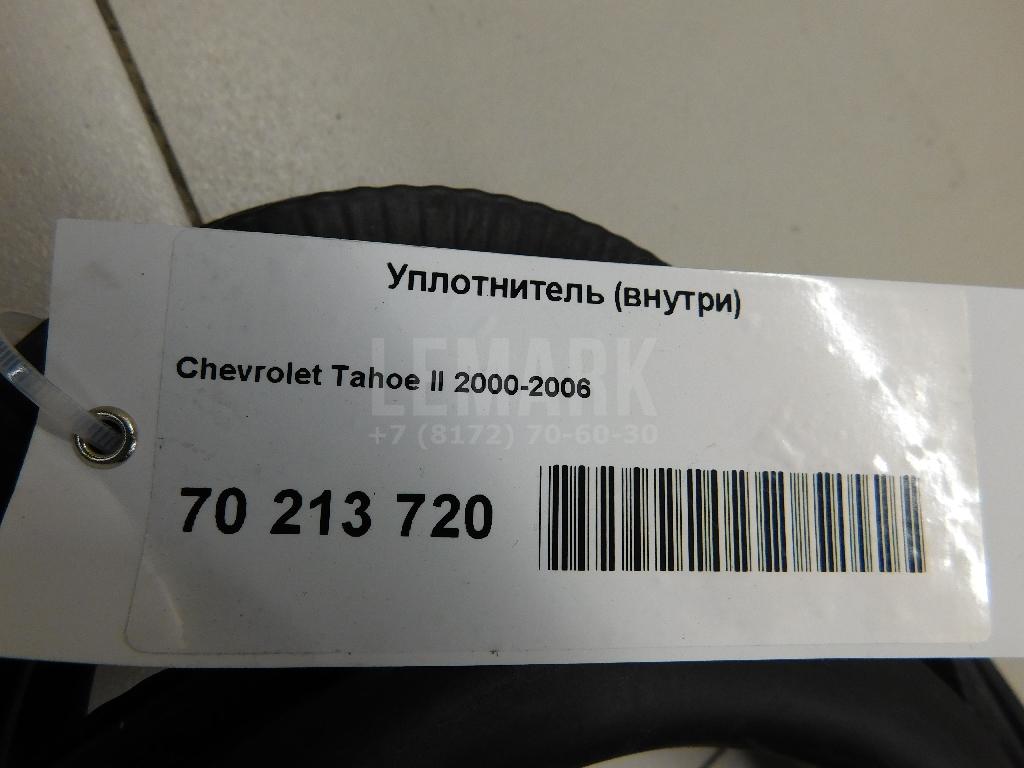 Уплотнитель (внутри)
Chevrolet Tahoe II 2000-2006
LEMARK
+7 (8172) 70-60-30
70 213 720